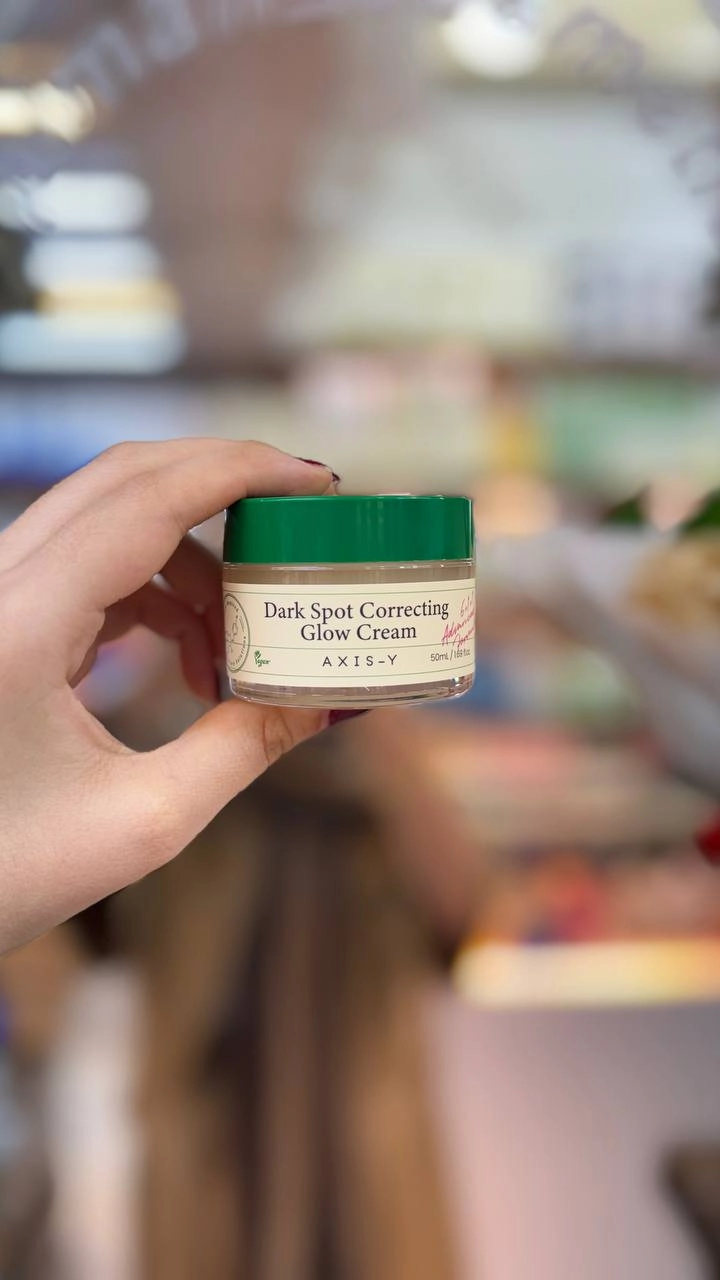 Dark Spot Correcting
Glow Cream
Vegan
AXIS-Y
50mL / 1.69 fl.oz.